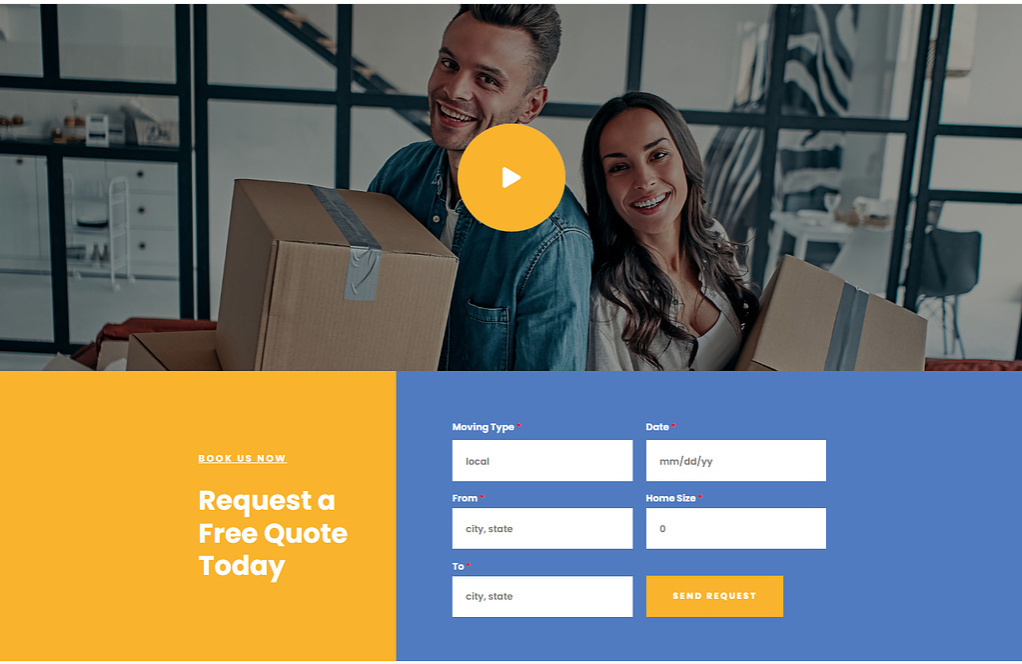 BOOK US NOW
Request a
Free Quote
Today
Moving Type *
local
Date *
mm/dd/yy
From *
city, state
Home Size *
0
To *
city, state
SEND REQUEST